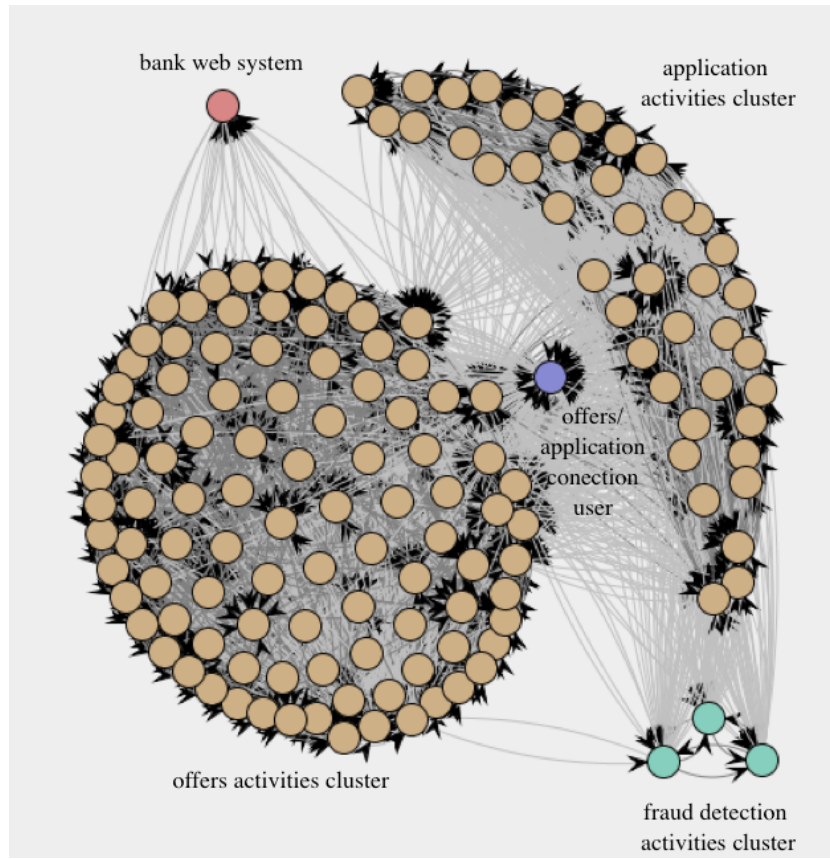 bank web system
application
activities cluster
offers/
application
conection
user
offers activities cluster
fraud detection
activities cluster